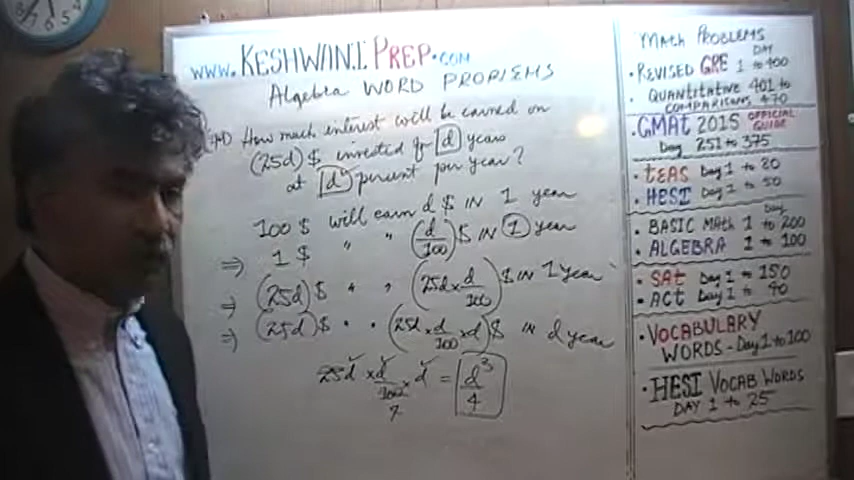 www.KESHWANI PREP.com
Algebra WORD PROBLEMS
How much interest will be earned on
(25d) $ invested for d years
at d percent per year?
100 $ will earn d $ IN 1 year
⇒ 1 $ " " (d/100) $ IN 1 year
⇒ (25d) $ " " (25d × d/100) $ IN 1 year
⇒ (25d) $ " " (25d × d/100 × d) $ IN d year
25d × d/100 × d = d³/4
4
MATH PROBLEMS
DAY
• REVISED GRE 1 to 400
• QUANTITATIVE 401 to
COMPARISONS 470
• GMAT 2015 OFFICIAL GUIDE
Day 251 to 375
• TEAS Day 1 to 20
• HESI Day 1 to 50
Day
• BASIC MATH 1 to 200
• ALGEBRA 1 to 100
• SAT Day 1 to 150
• ACT Day 1 to 40
• VOCABULARY
WORDS - Day 1 to 100
• HESI VOCAB WORDS
DAY 1 to 25